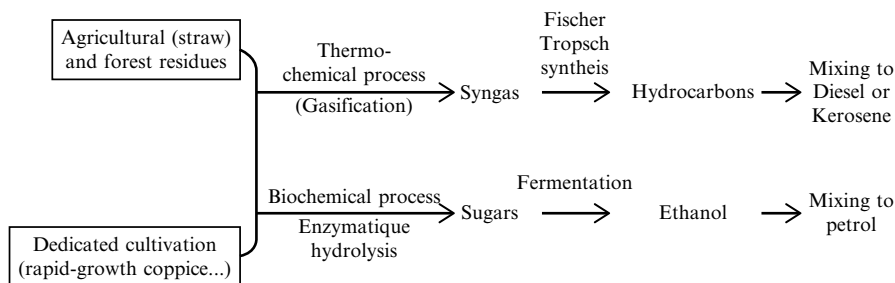 Agricultural (straw)
and forest residues
Thermo-
chemical process
(Gasification)
Syngas
Fischer
Tropsch
syntheis
Hydrocarbons
Mixing to
Diesel or
Kerosene
Dedicated cultivation
(rapid-growth coppice...)
Biochemical process
Enzymatique
hydrolysis
Sugars
Fermentation
Ethanol
Mixing to
petrol